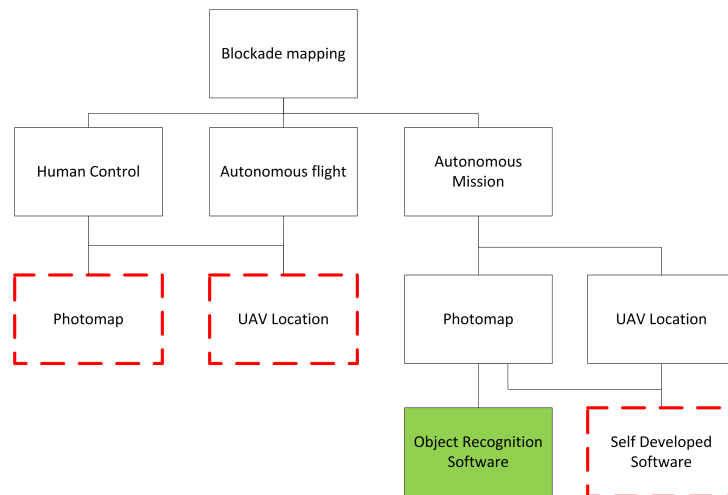 Blockade mapping
Human Control
Autonomous flight
Autonomous
Mission
Photomap
UAV Location
Photomap
UAV Location
Object Recognition
Software
Self Developed
Software